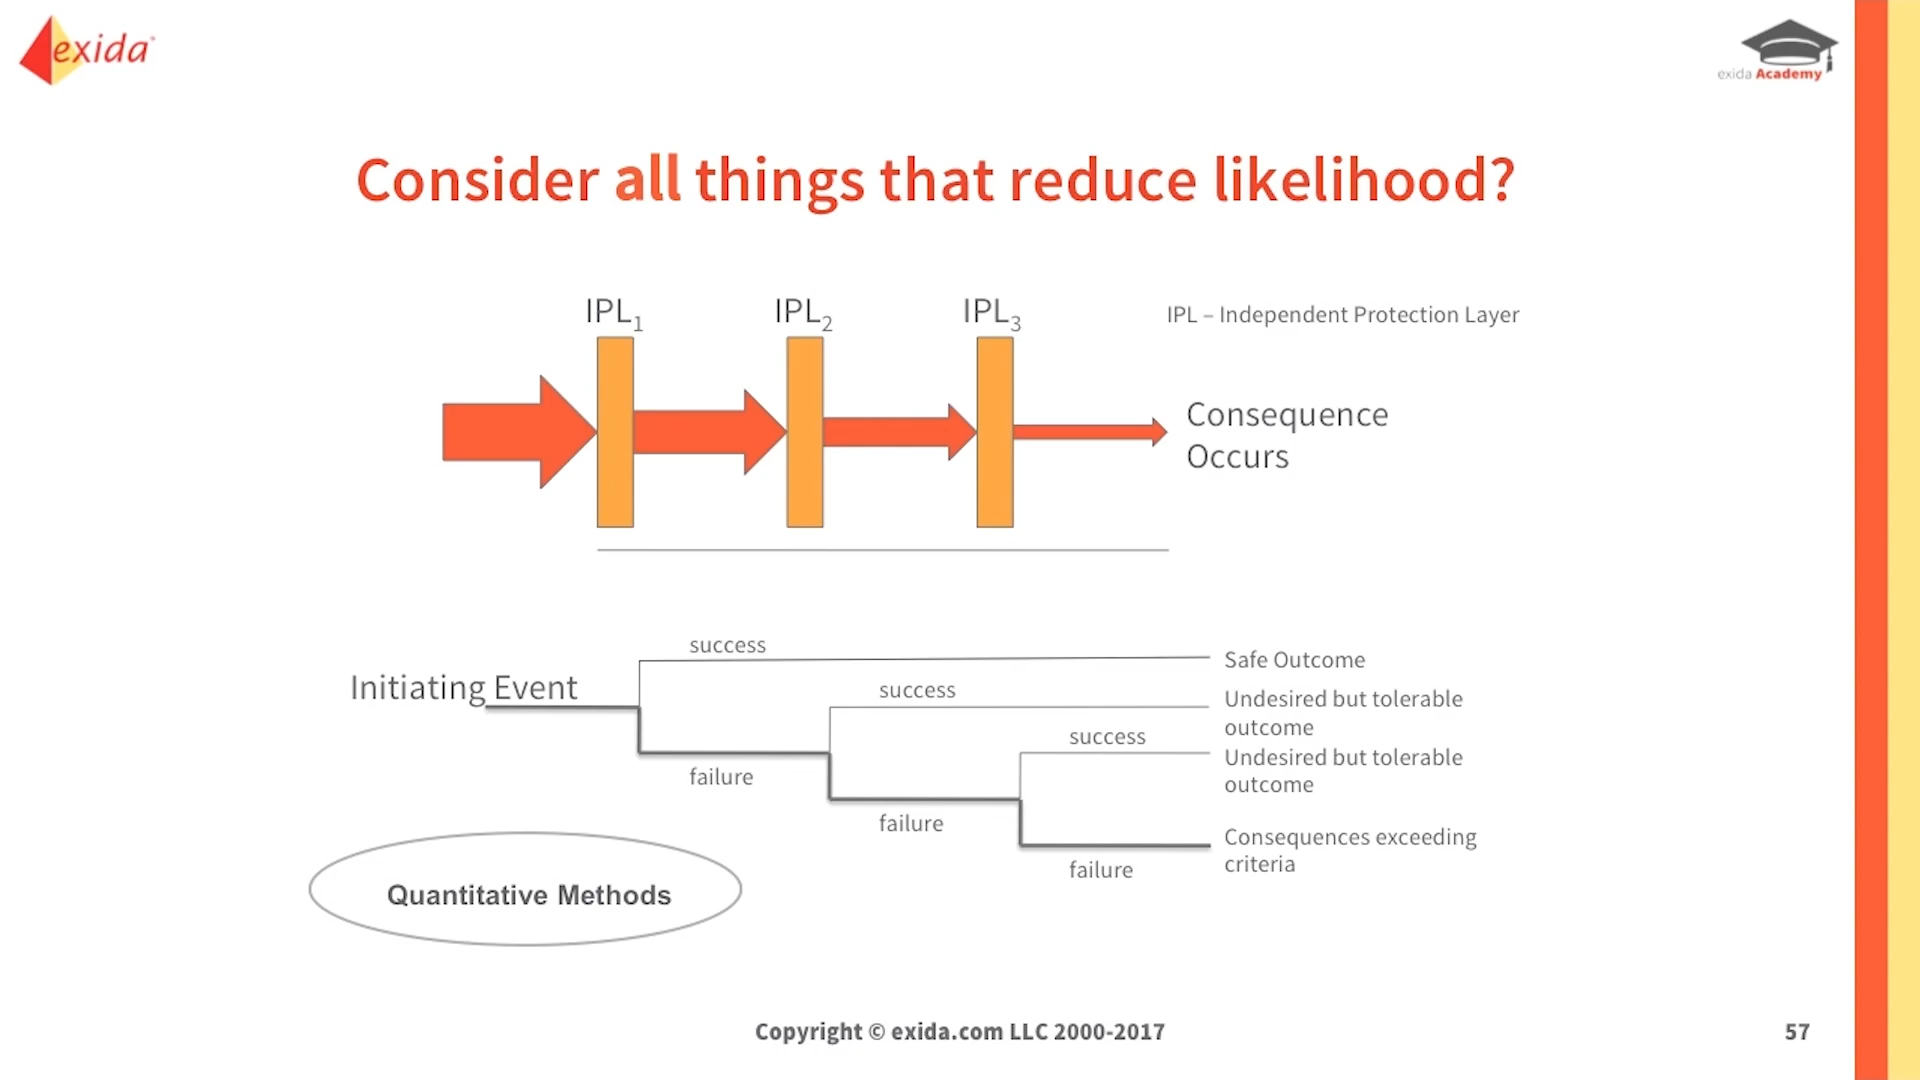 exida
exida Academy
Consider all things that reduce likelihood?
IPL1
IPL2
IPL3
IPL – Independent Protection Layer
Consequence
Occurs
success
Initiating Event
success
success
failure
failure
failure
Safe Outcome
Undesired but tolerable
outcome
Undesired but tolerable
outcome
Consequences exceeding
criteria
Quantitative Methods
Copyright © exida.com LLC 2000-2017
57